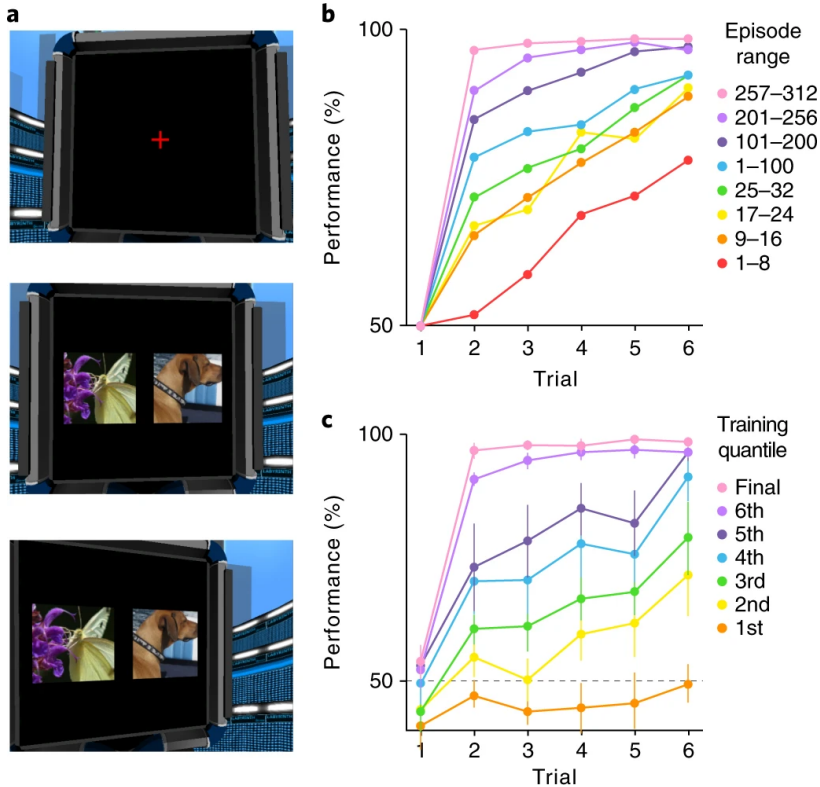 a
b
100
50
Performance (%)
1 2 3 4 5 6
Trial
Episode
range
257–312
201–256
101–200
1–100
25–32
17–24
9–16
1–8
c
100
50
Performance (%)
1 2 3 4 5 6
Trial
Training
quantile
Final
6th
5th
4th
3rd
2nd
1st